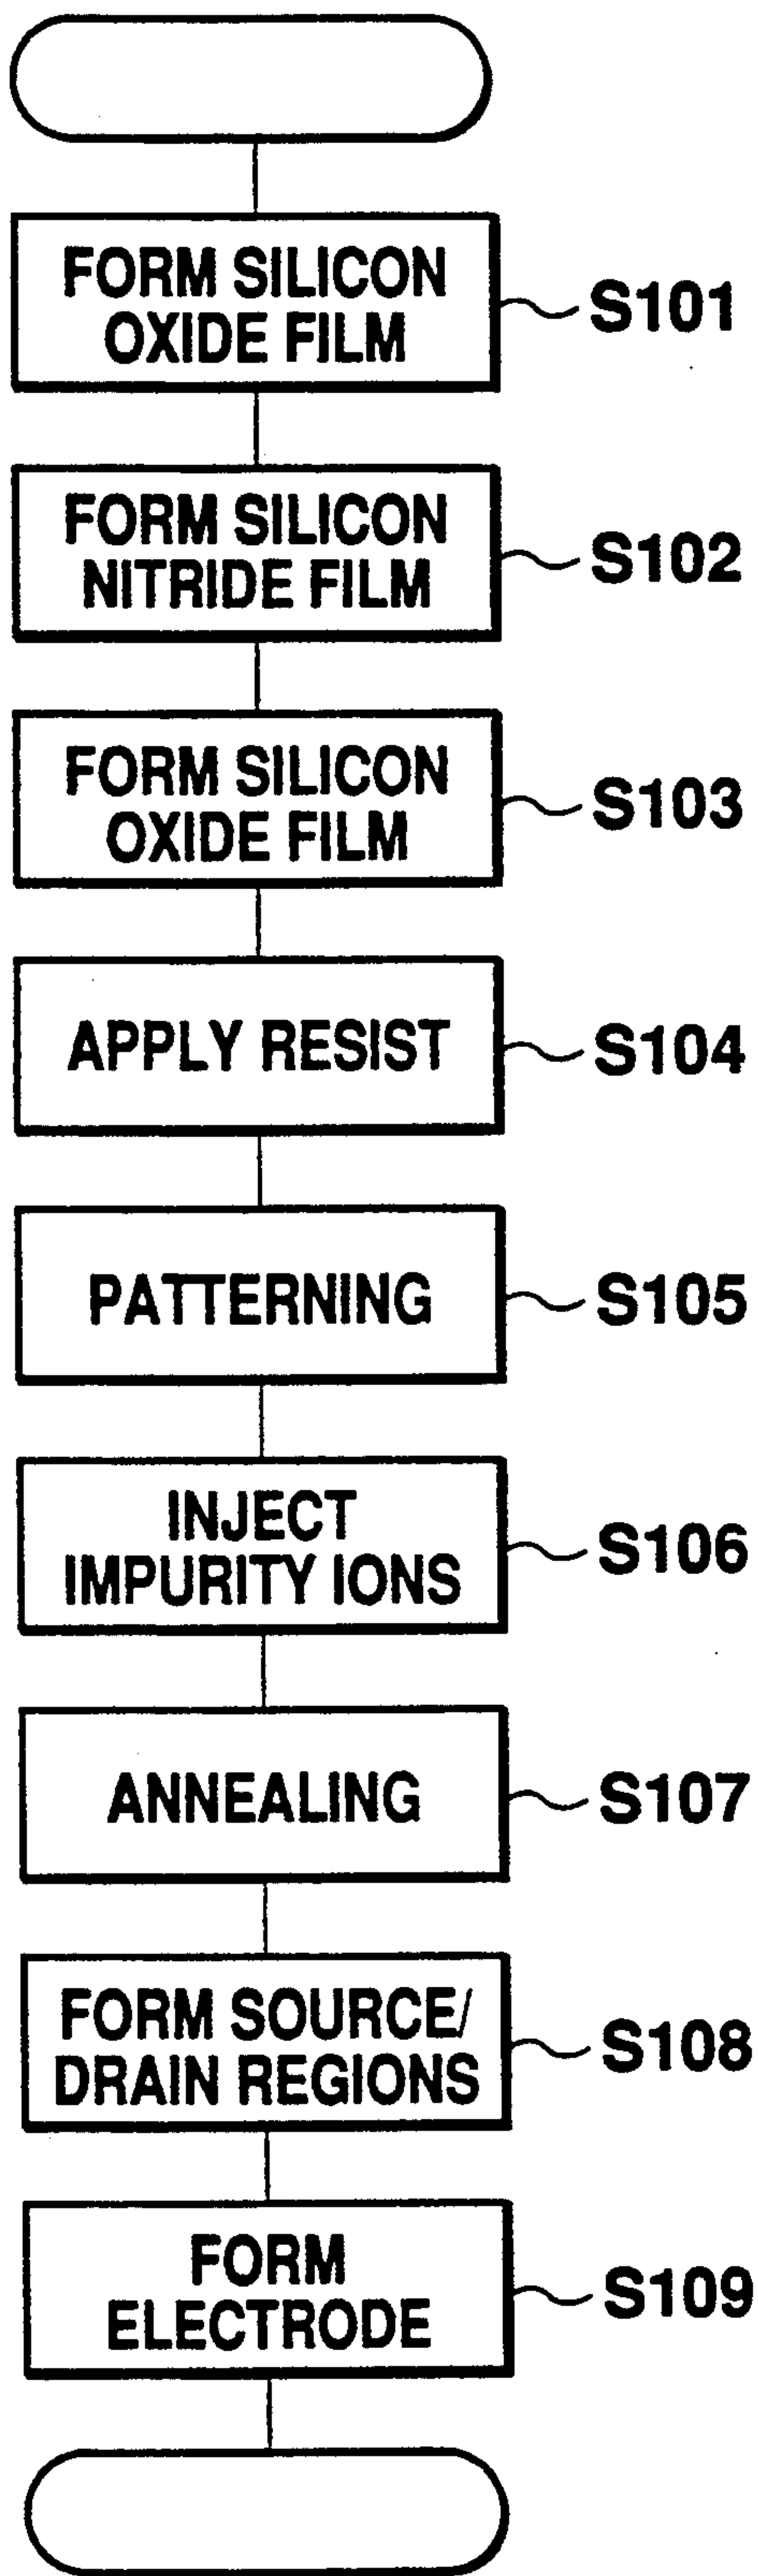 FORM SILICON
OXIDE FILM
S101
FORM SILICON
NITRIDE FILM
S102
FORM SILICON
OXIDE FILM
S103
APPLY RESIST
S104
PATTERNING
S105
INJECT
IMPURITY IONS
S106
ANNEALING
S107
FORM SOURCE/
DRAIN REGIONS
S108
FORM
ELECTRODE
S109